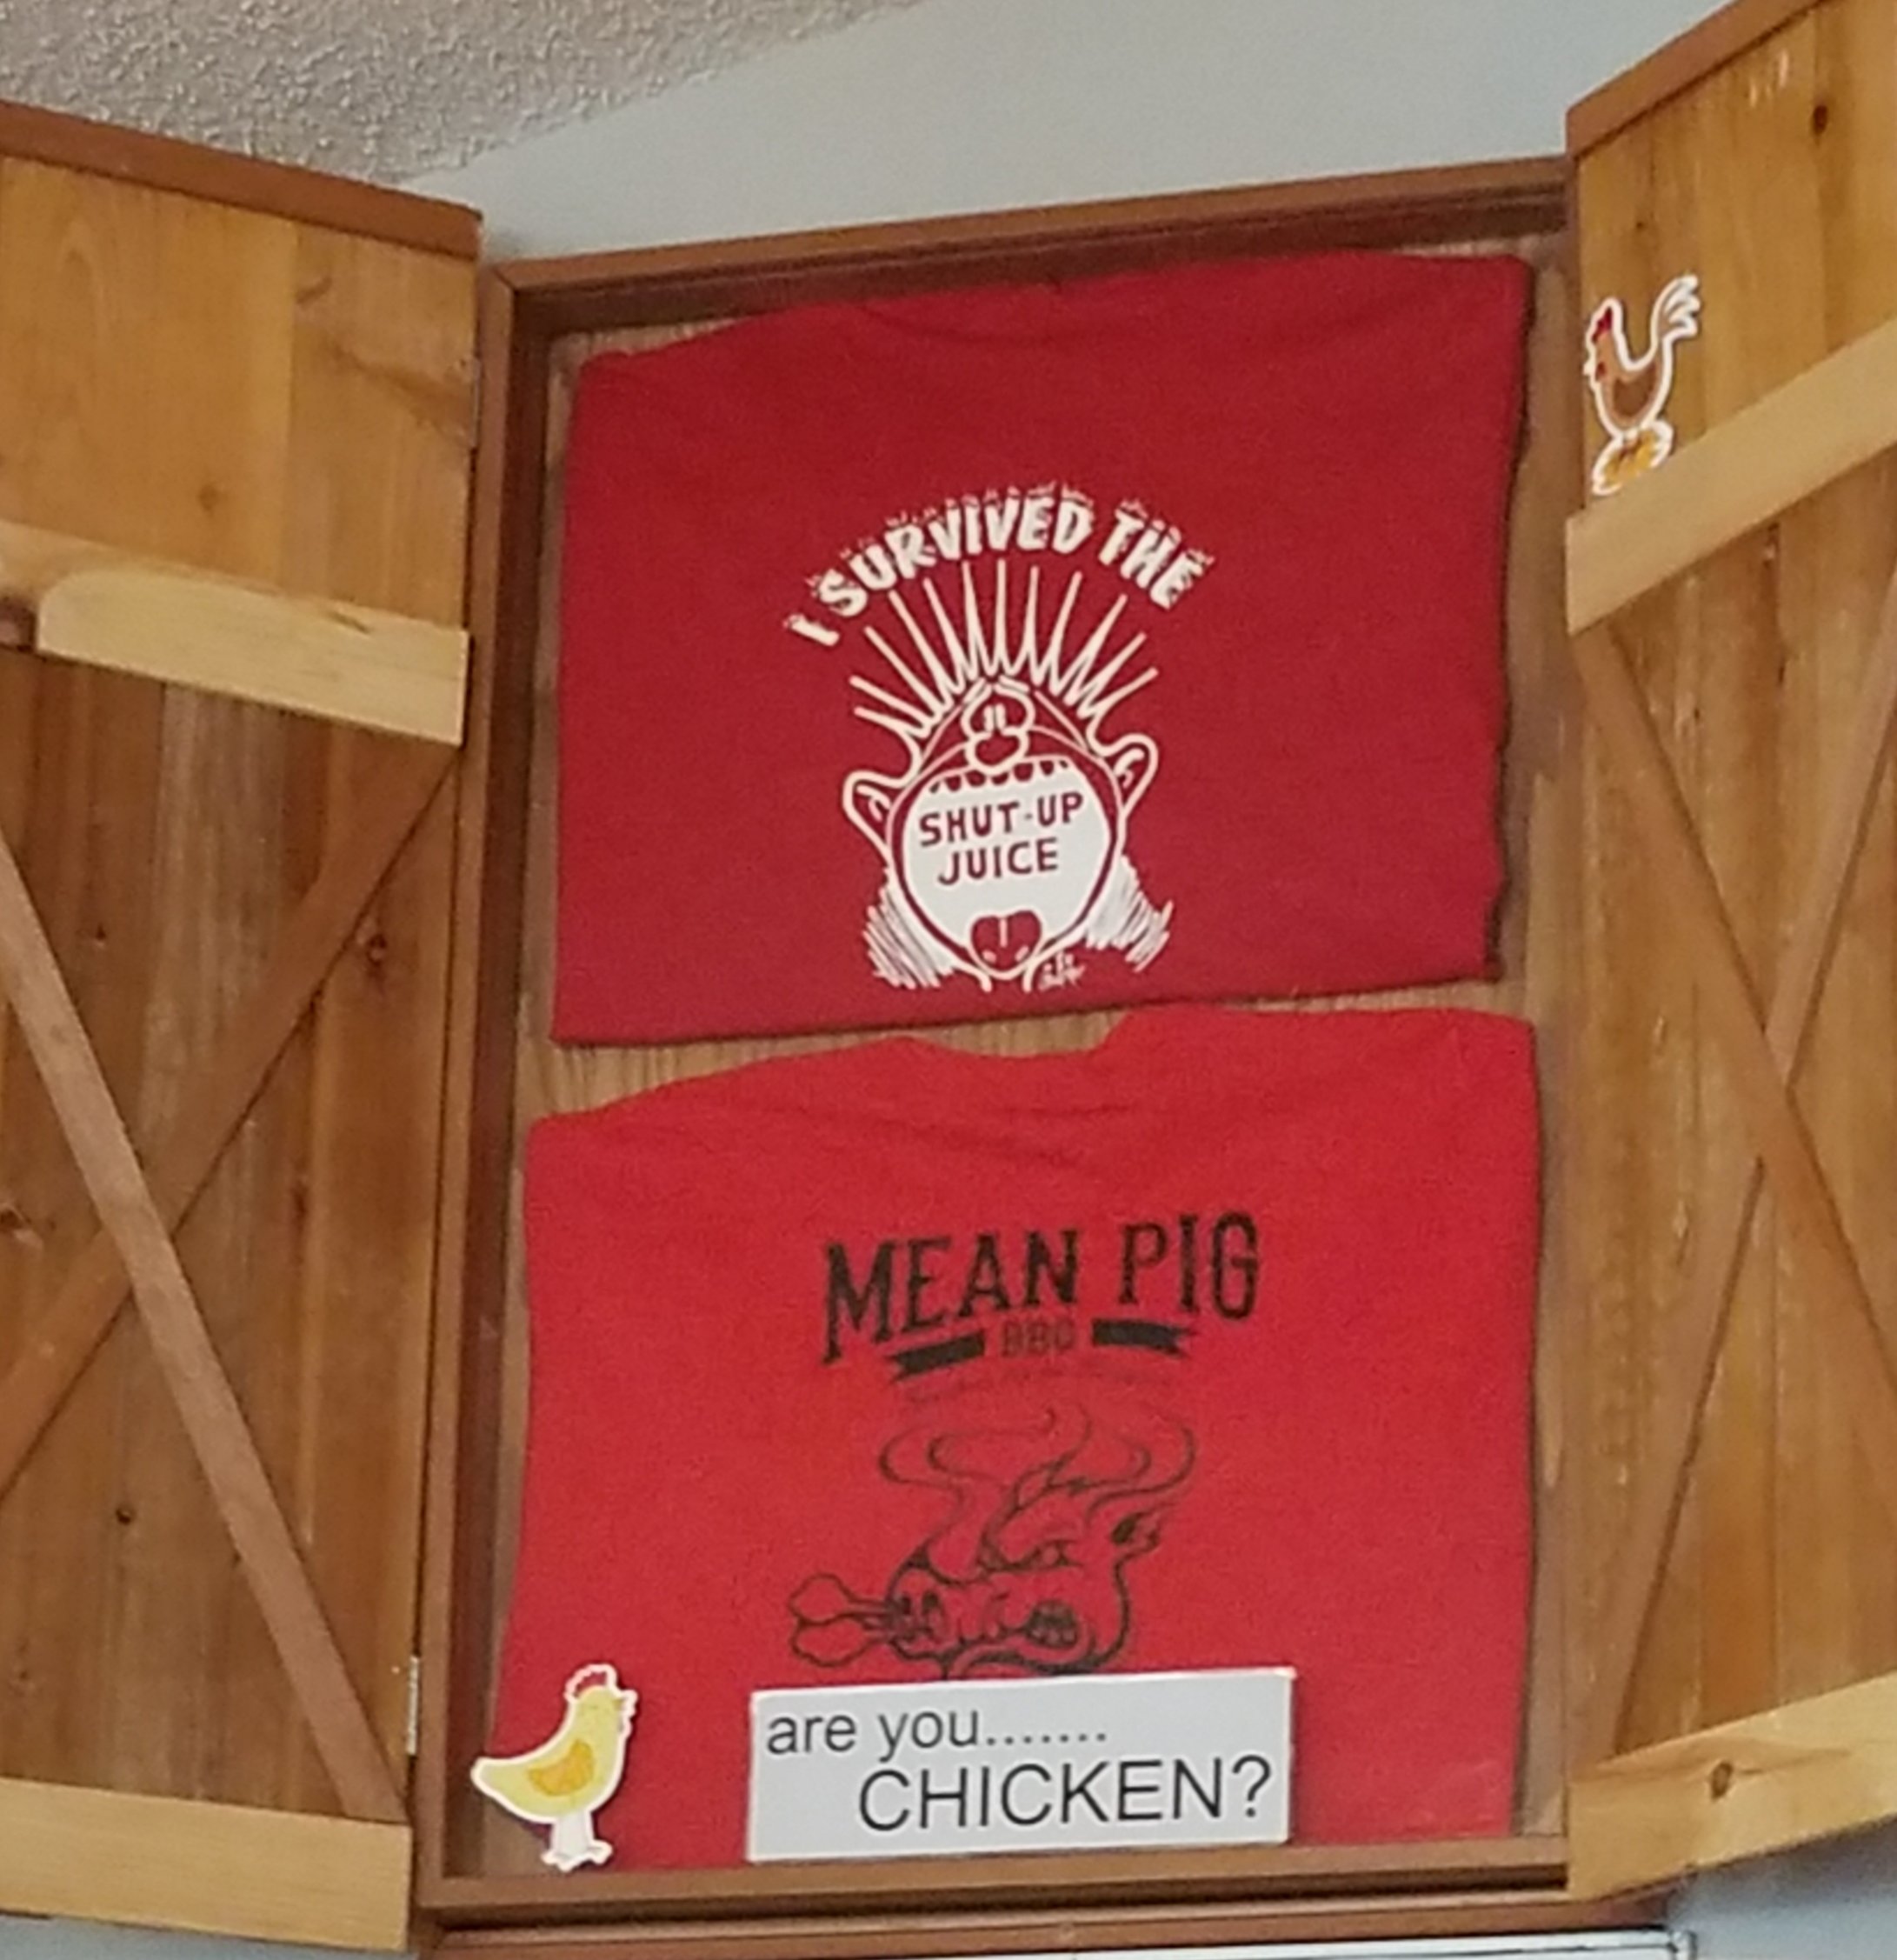 I SURVIVED THE
SHUT-UP
JUICE
MEAN PIG
BBQ
are you.......
CHICKEN?